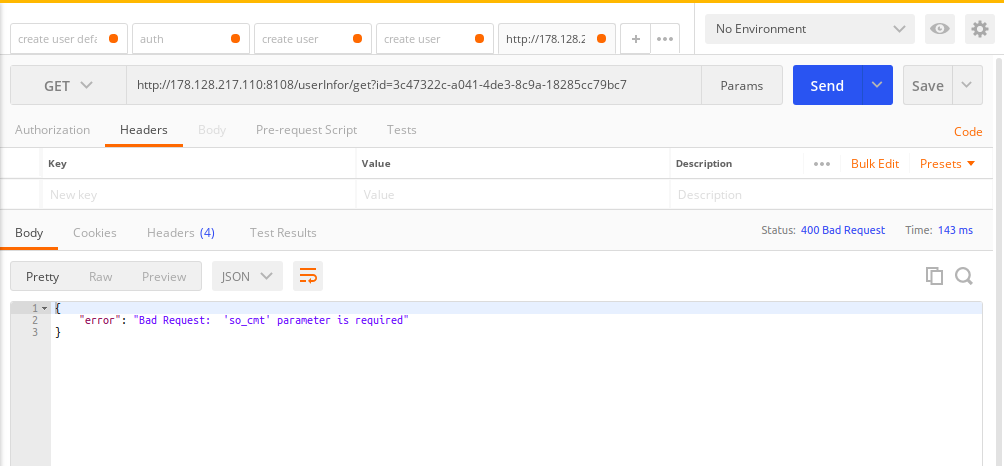 create user defa
auth
create user
create user
http://178.128.2
+
No Environment
GET
http://178.128.217.110:8108/userInfor/get?id=3c47322c-a041-4de3-8c9a-18285cc79bc7
Params
Send
Save
Authorization
Headers
Body
Pre-request Script
Tests
Code
Key
Value
Description
Bulk Edit
Presets
New key
Value
Description
Body
Cookies
Headers (4)
Test Results
Status: 400 Bad Request
Time: 143 ms
Pretty
Raw
Preview
JSON
1 {
2 "error": "Bad Request:  'so_cmt' parameter is required"
3 }